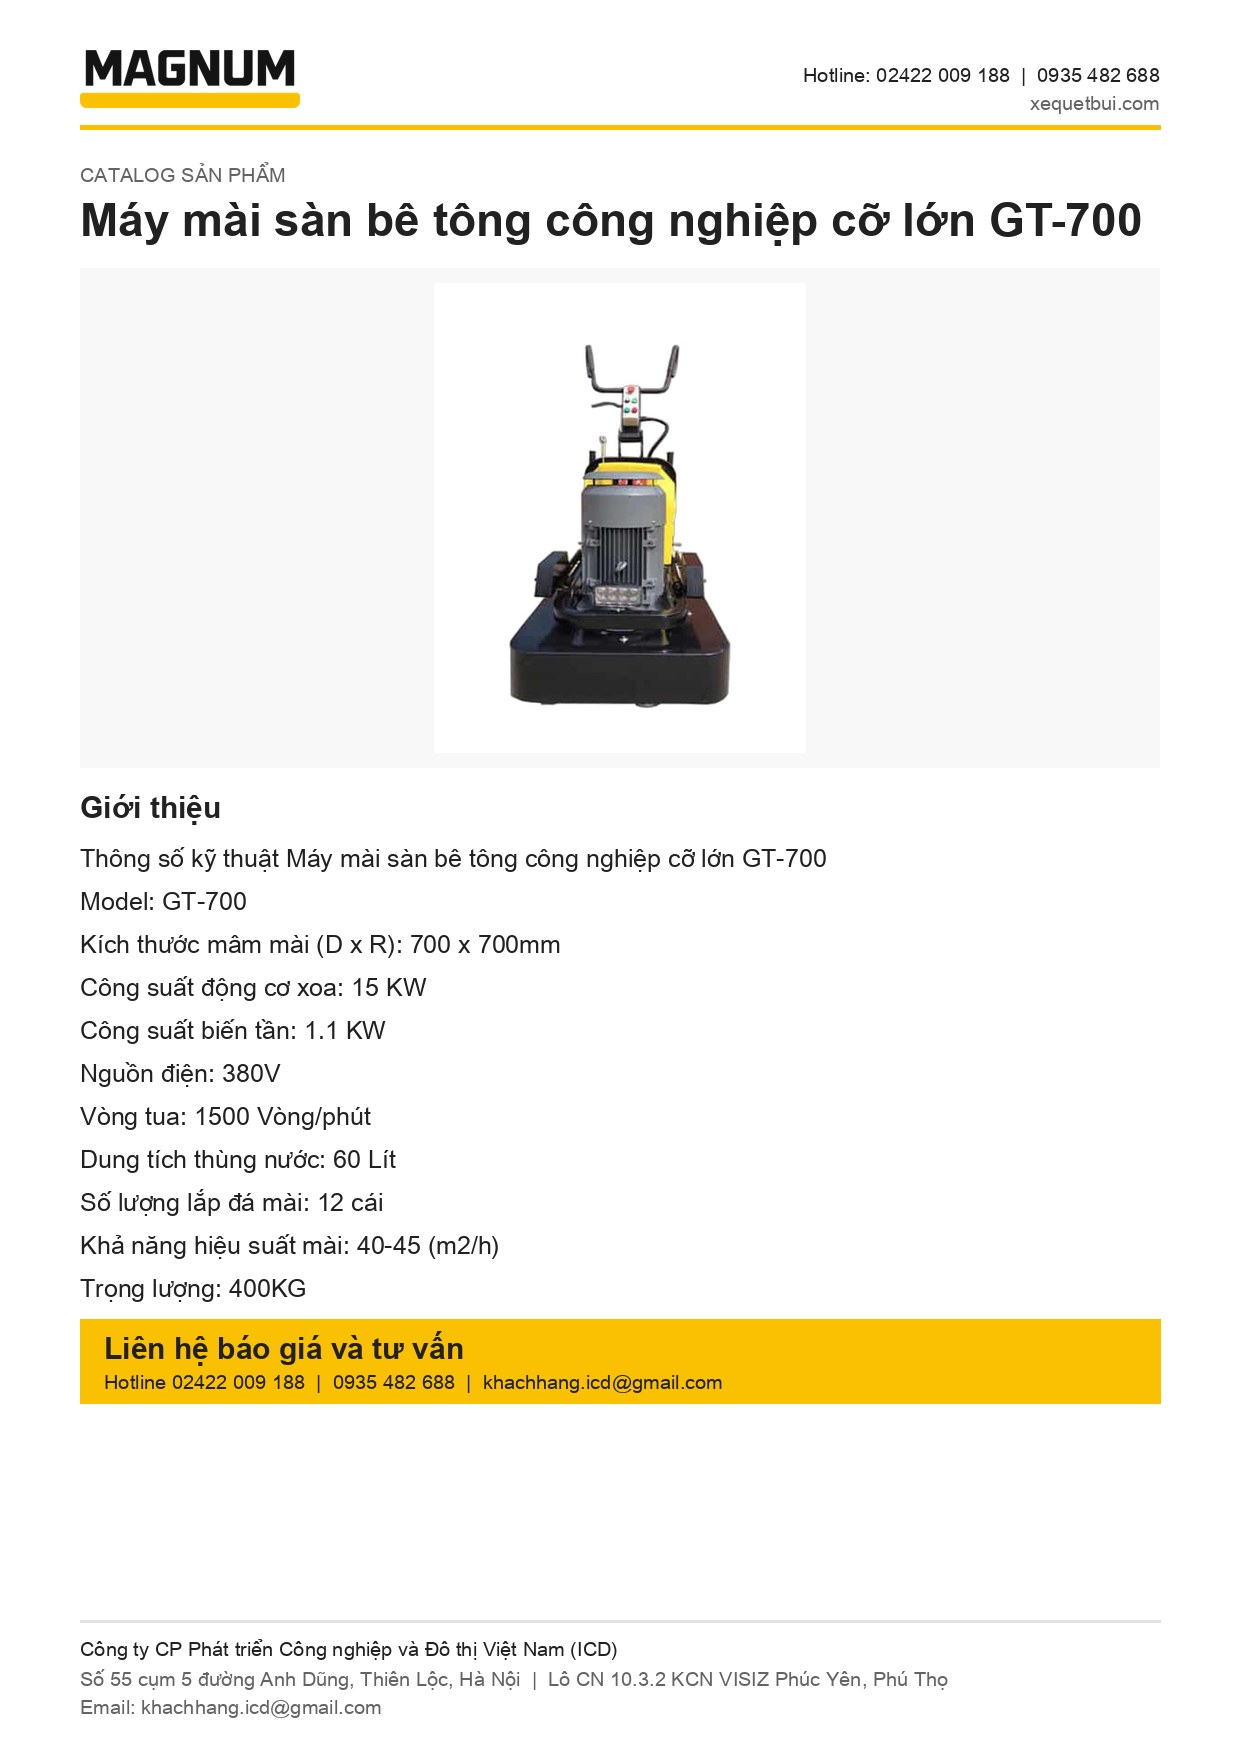 MAGNUM
Hotline: 02422 009 188 | 0935 482 688
xequetbui.com
CATALOG SẢN PHẨM
Máy mài sàn bê tông công nghiệp cỡ lớn GT-700
Giới thiệu
Thông số kỹ thuật Máy mài sàn bê tông công nghiệp cỡ lớn GT-700
Model: GT-700
Kích thước mâm mài (D x R): 700 x 700mm
Công suất động cơ xoa: 15 KW
Công suất biến tần: 1.1 KW
Nguồn điện: 380V
Vòng tua: 1500 Vòng/phút
Dung tích thùng nước: 60 Lít
Số lượng lắp đá mài: 12 cái
Khả năng hiệu suất mài: 40-45 (m2/h)
Trọng lượng: 400KG
Liên hệ báo giá và tư vấn
Hotline 02422 009 188 | 0935 482 688 | khachhang.icd@gmail.com
Công ty CP Phát triển Công nghiệp và Đô thị Việt Nam (ICD)
Số 55 cụm 5 đường Anh Dũng, Thiên Lộc, Hà Nội | Lô CN 10.3.2 KCN VISIZ Phúc Yên, Phú Thọ
Email: khachhang.icd@gmail.com